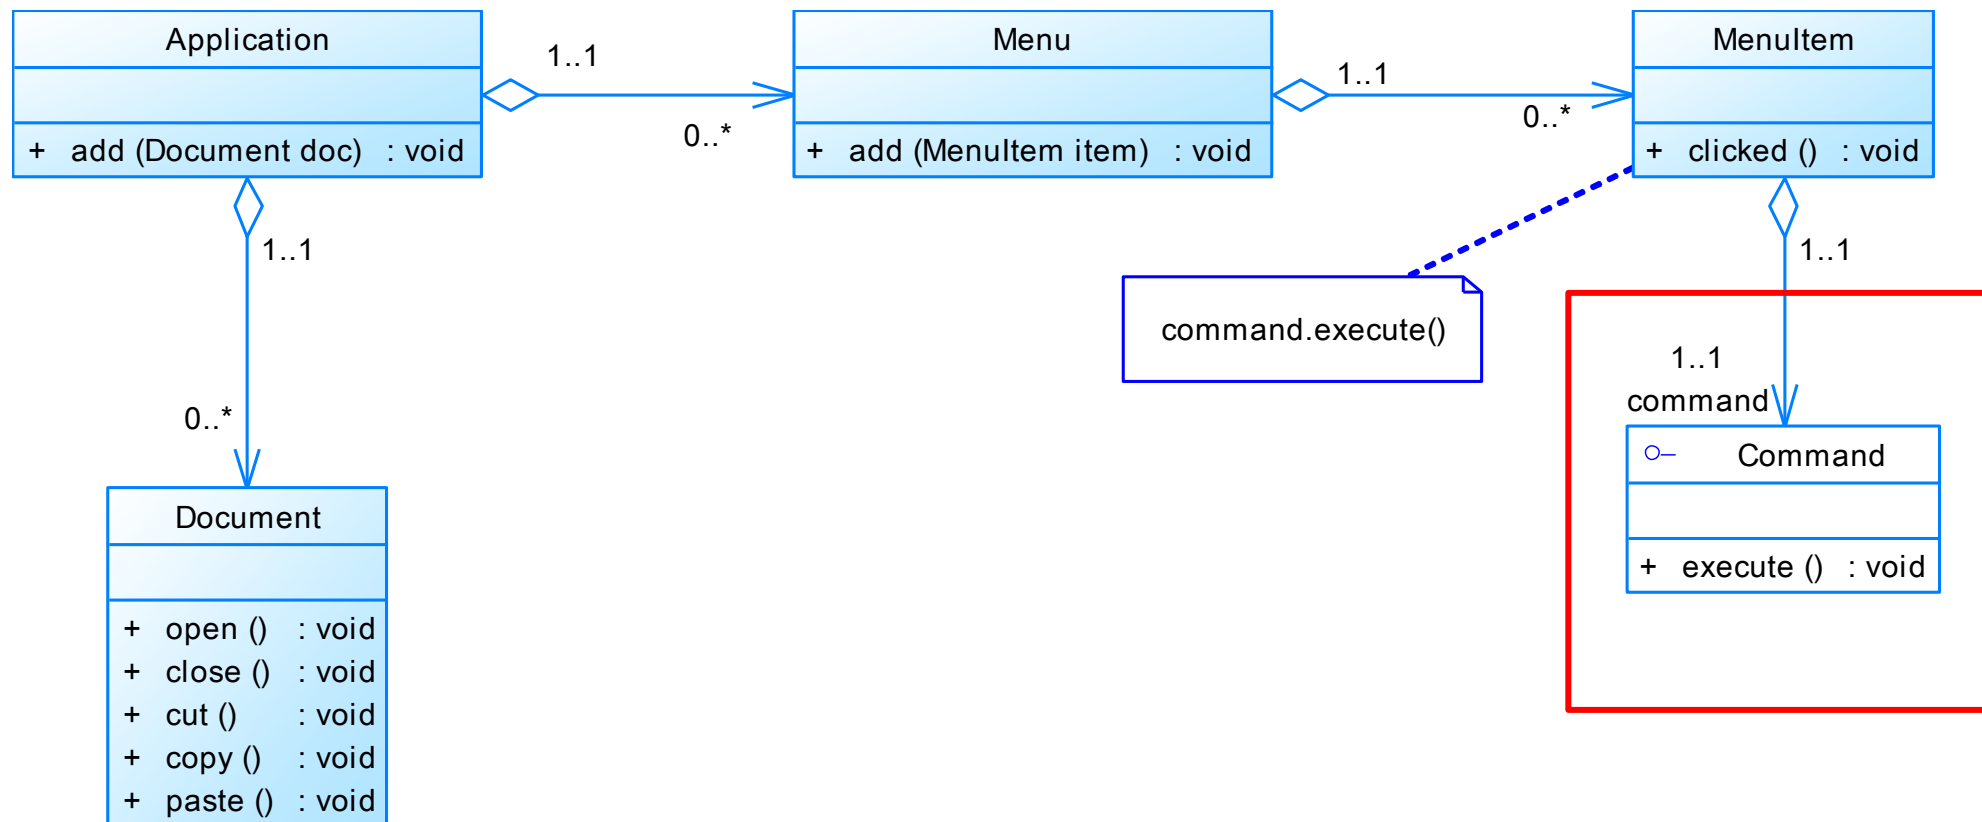 Application
+ add (Document doc) : void
1..1
0..*
Menu
+ add (MenuItem item) : void
1..1
0..*
MenuItem
+ clicked () : void
1..1
0..*
command.execute()
1..1
1..1
command
Command
+ execute () : void
Document
+ open () : void
+ close () : void
+ cut () : void
+ copy () : void
+ paste () : void